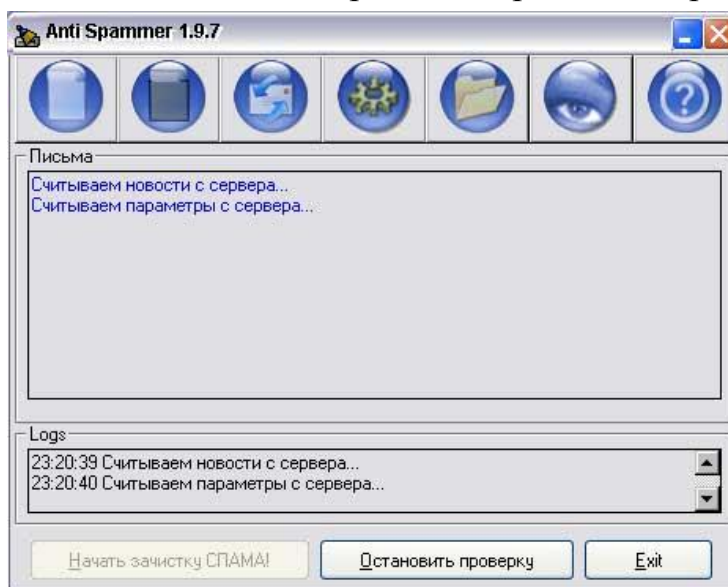 Anti Spammer 1.9.7
Письма
Считываем новости с сервера...
Считываем параметры с сервера...
Logs
23:20:39 Считываем новости с сервера...
23:20:40 Считываем параметры с сервера...
Начать зачистку СПАМА!
Остановить проверку
Exit